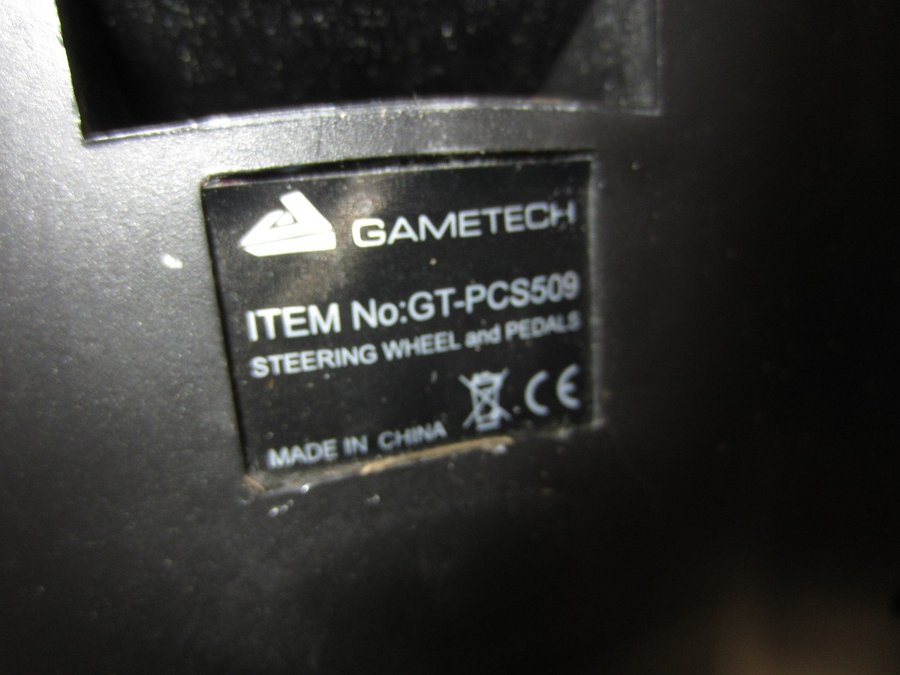 GAMETECH
ITEM No:GT-PCS509
STEERING WHEEL and PEDALS
CE
MADE IN CHINA